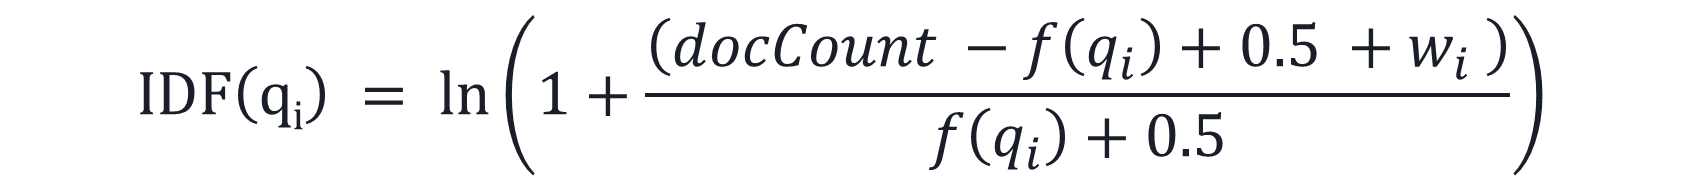 IDF(qᵢ) = ln(1 + (docCount − f(qᵢ) + 0.5 + wᵢ) / f(qᵢ) + 0.5)